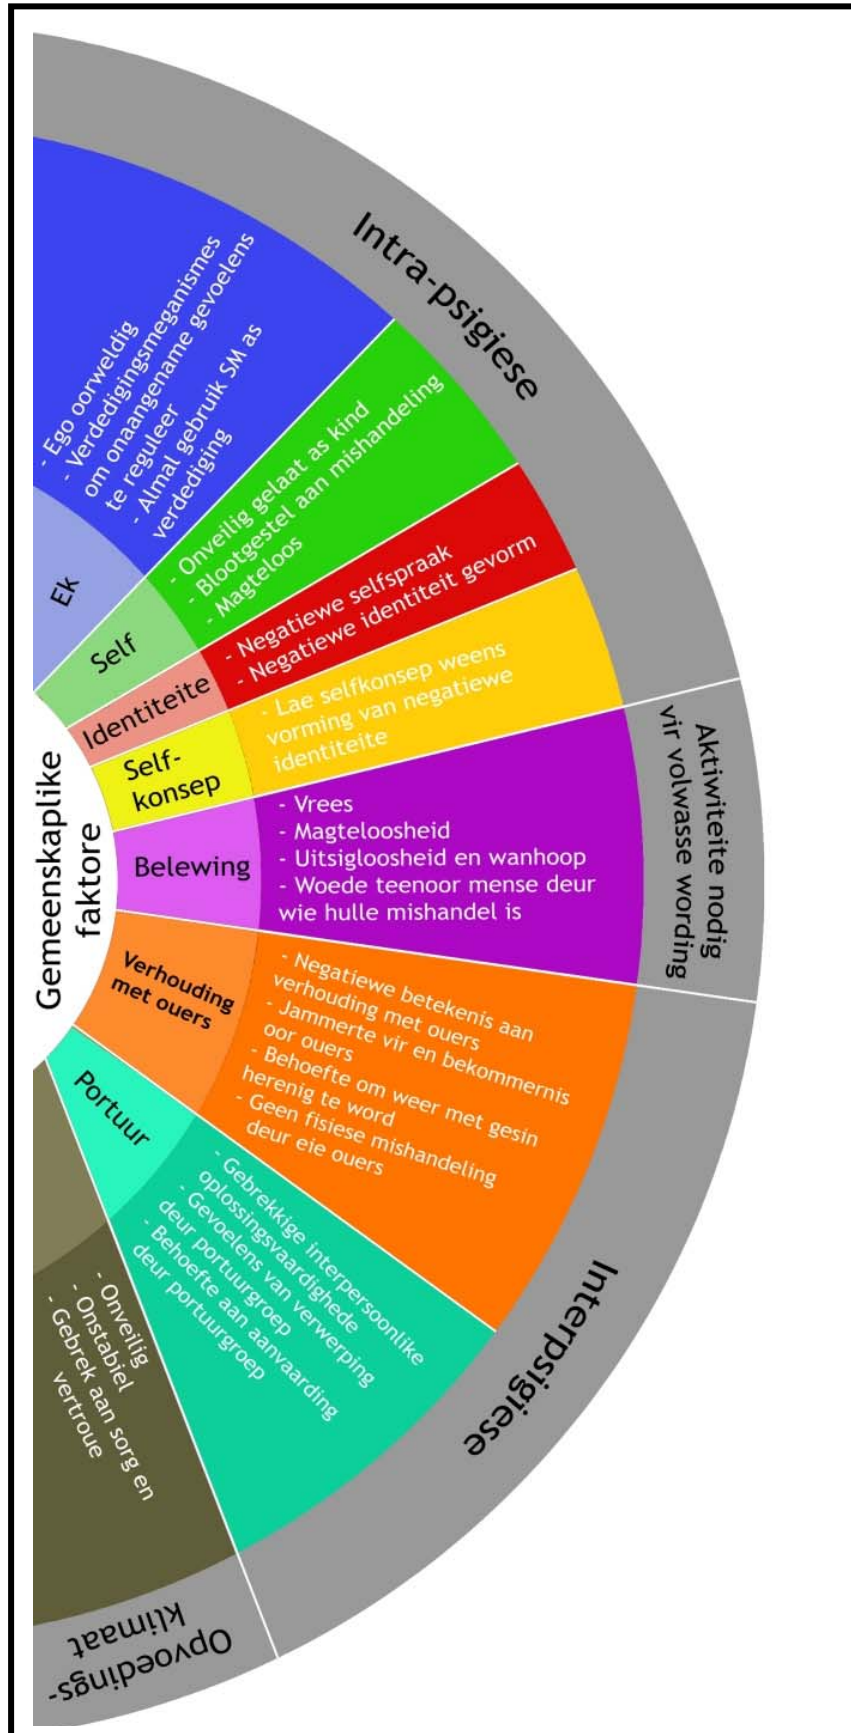 Intra-psigiese
- Ego oorweldig
- Verdedigingsmeganismes
om onaangename gevoelens
te reguleer
- Almal gebruik SM as
verdediging
Ek
- Onveilig gelaat as kind
- Blootgestel aan mishandeling
- Magteloos
Self
- Negatiewe selfspraak
- Negatiewe identiteit gevorm
Identiteite
- Lae selfkonsep weens
vorming van negatiewe
identiteite
Self-
konsep
Aktiwiteite nodig
vir volwasse wording
- Vrees
- Magteloosheid
- Uitsigloosheid en wanhoop
- Woede teenoor mense deur
wie hulle mishandel is
Belewing
Gemeenskaplike
faktore
Interpsigiese
- Negatiewe betekenis aan
verhouding met ouers
- Jammerte vir en bekommernis
oor ouers
- Behoefte om weer met gesin
herenig te word
- Geen fisiese mishandeling
deur eie ouers
Verhouding
met ouers
- Gebrekkige interpersoonlike
oplossingsvaardighede
- Gevoelens van verwerping
deur portuurgroep
- Behoefte aan aanvaarding
deur portuurgroep
Portuur
- Onveilig
- Onstabiel
- Gebrek aan sorg en
vertroue
Opvoedings-
klimaat